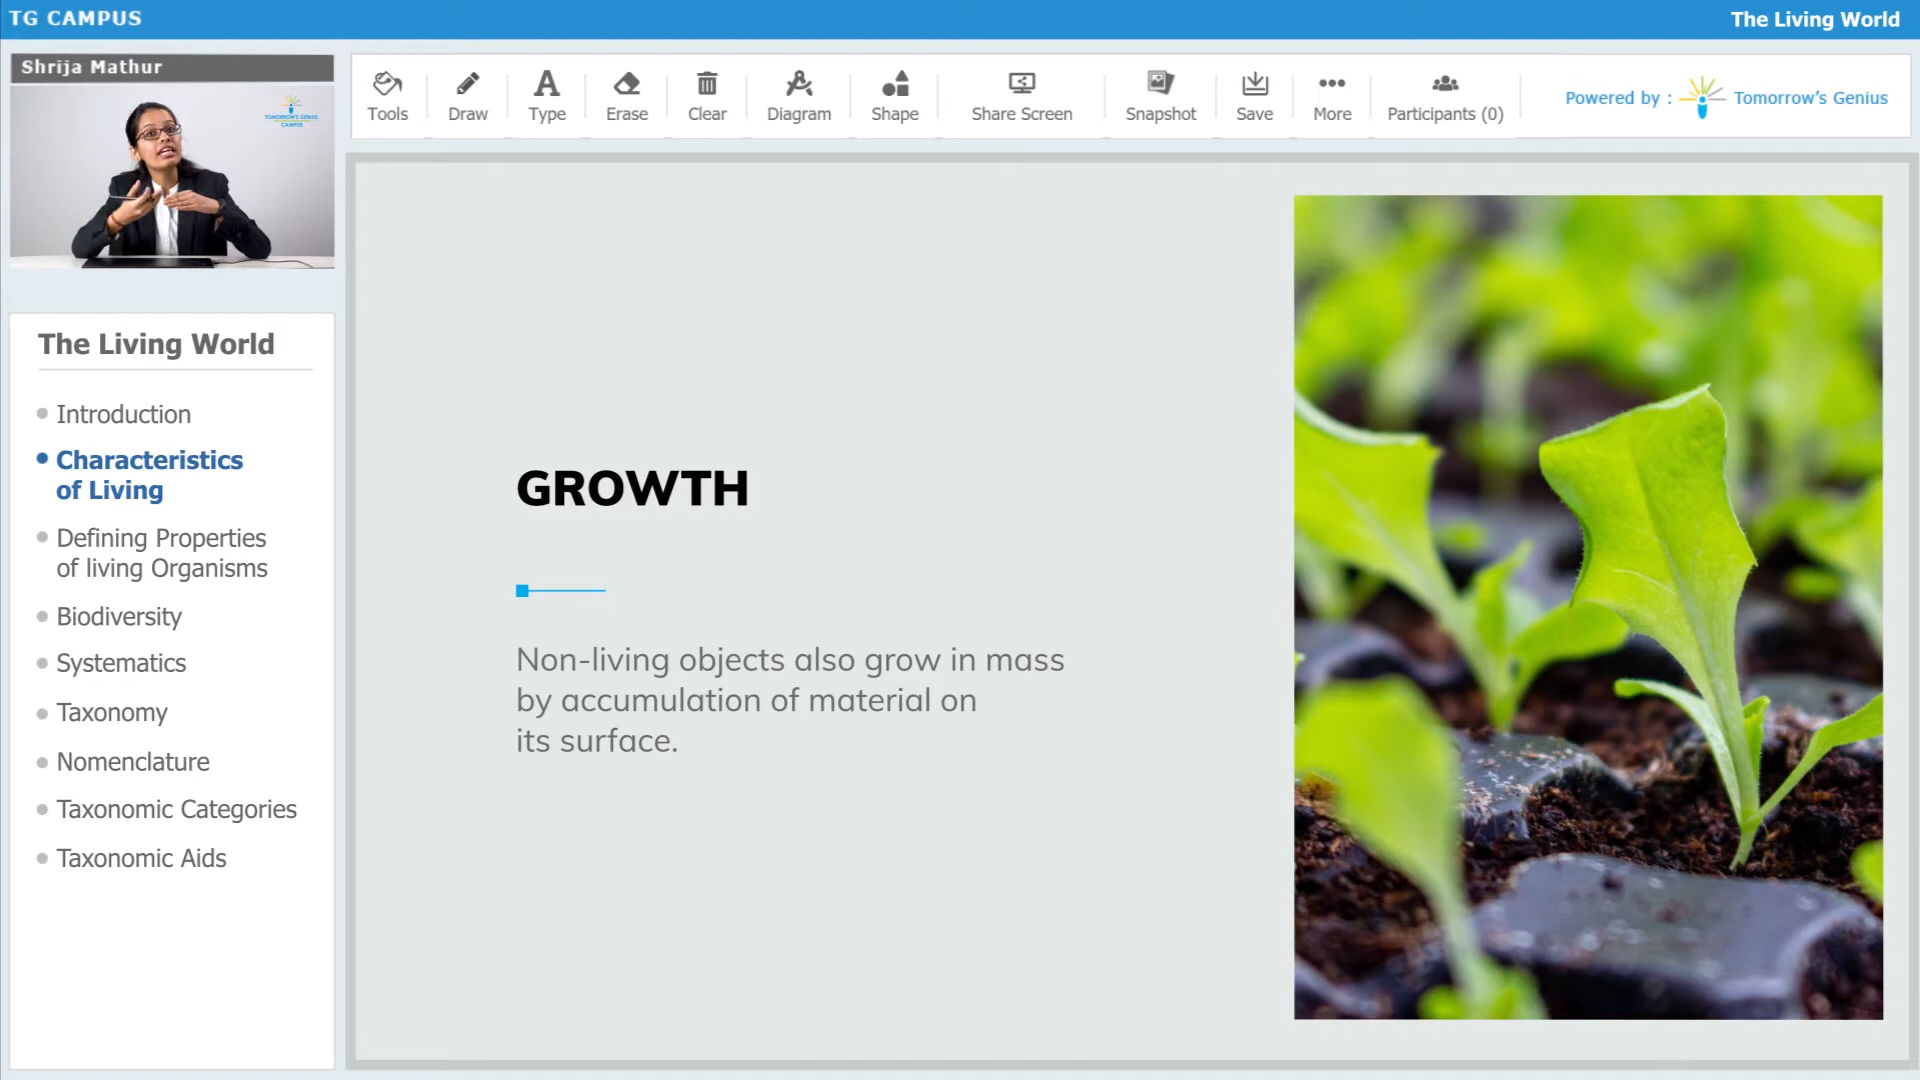 TG CAMPUS
The Living World
Shrija Mathur
TOMORROW'S GENIUS
CAMPUS
Tools
Draw
Type
Erase
Clear
Diagram
Shape
Share Screen
Snapshot
Save
More
Participants (0)
Powered by :
Tomorrow's Genius
The Living World
Introduction
Characteristics
of Living
Defining Properties
of living Organisms
Biodiversity
Systematics
Taxonomy
Nomenclature
Taxonomic Categories
Taxonomic Aids
GROWTH
Non-living objects also grow in mass
by accumulation of material on
its surface.